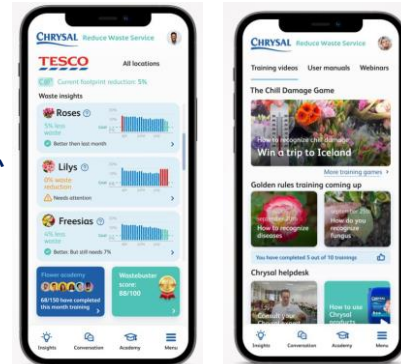 CHRYSAL Reduce Waste Service
TESCO All locations
Current footprint reduction: 5%
Waste insights
Roses
5% less
waste
Better than last month
Lilys
0% waste
reduction
Needs attention
Freesias
4% less
waste
Better. But still needs 7%
Flower academy
68/150 have completed
this month training
Wastebuster
score:
88/100
Insights Conversation Academy Menu
CHRYSAL Reduce Waste Service
Training videos User manuals Webinars
The Chill Damage Game
How to recognize chill damage
Win a trip to Iceland
More training games >
Golden rules training coming up
How to
recognize
diseases
How do you
recognize
fungus
You have completed 5 out of 10 trainings
Chrysal helpdesk
Consult your
How to use
Chrysal
products
Insights Conversation Academy Menu